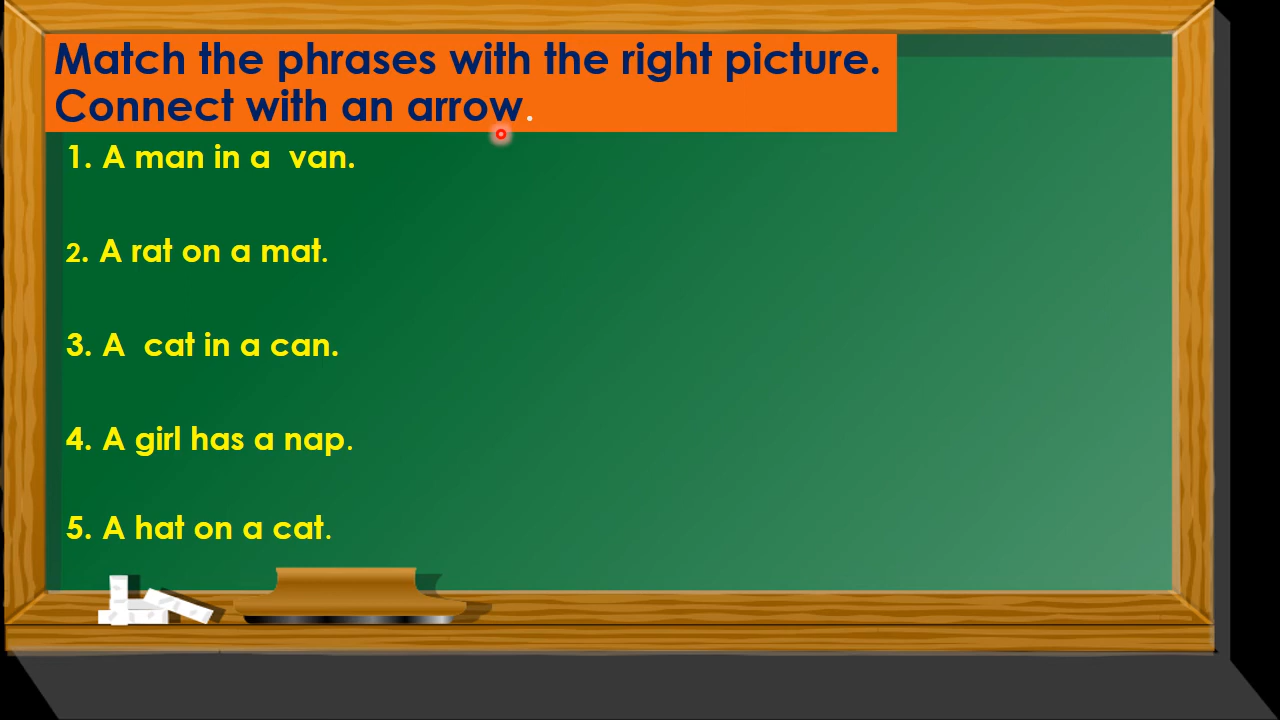 Match the phrases with the right picture.
Connect with an arrow.
1. A man in a  van.
2. A rat on a mat.
3. A  cat in a can.
4. A girl has a nap.
5. A hat on a cat.